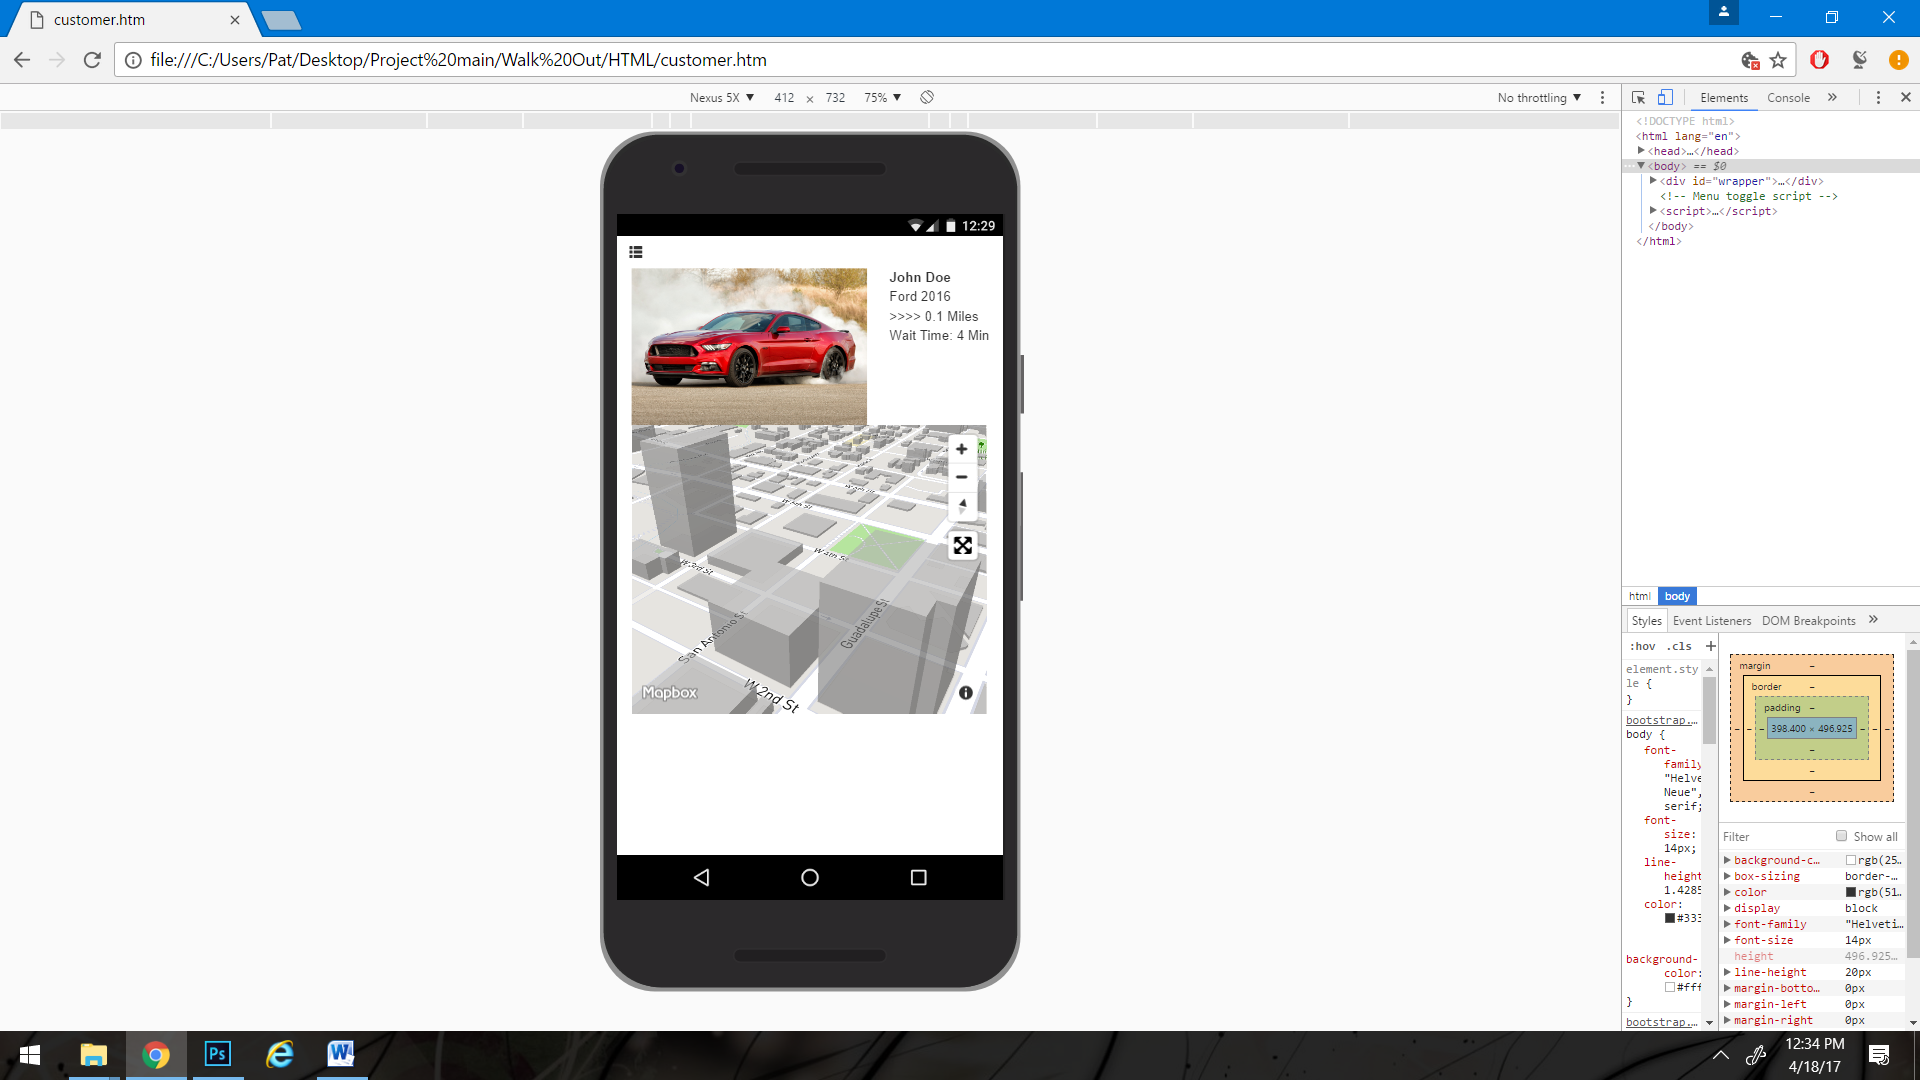 customer.htm
file:///C:/Users/Pat/Desktop/Project%20main/Walk%20Out/HTML/customer.htm
Nexus 5X ▼ 412 × 732 75% ▼
No throttling ▼
Elements Console »
<!DOCTYPE html>
<html lang="en">
<head>…</head>
<body> == $0
<div id="wrapper">…</div>
<!-- Menu toggle script -->
<script>…</script>
</body>
</html>
12:29
John Doe
Ford 2016
>>>> 0.1 Miles
Wait Time: 4 Min
W 4th St
W 3rd St
San Antonio St
Guadalupe St
W 2nd St
Mapbox
html body
Styles Event Listeners DOM Breakpoints »
:hov .cls +
element.sty
le {
}
bootstrap.…
body {
font-
family
"Helve
Neue",
serif;
font-
size:
14px;
line-
height
1.4285
color:
#333
background-
color:
#fff
}
bootstrap.…
margin –
border –
padding –
398.400 × 496.925
Filter Show all
background-c… rgb(25…
box-sizing border-…
color rgb(51…
display block
font-family "Helveti…
font-size 14px
height 496.925…
line-height 20px
margin-botto… 0px
margin-left 0px
margin-right 0px
Ps
12:34 PM
4/18/17